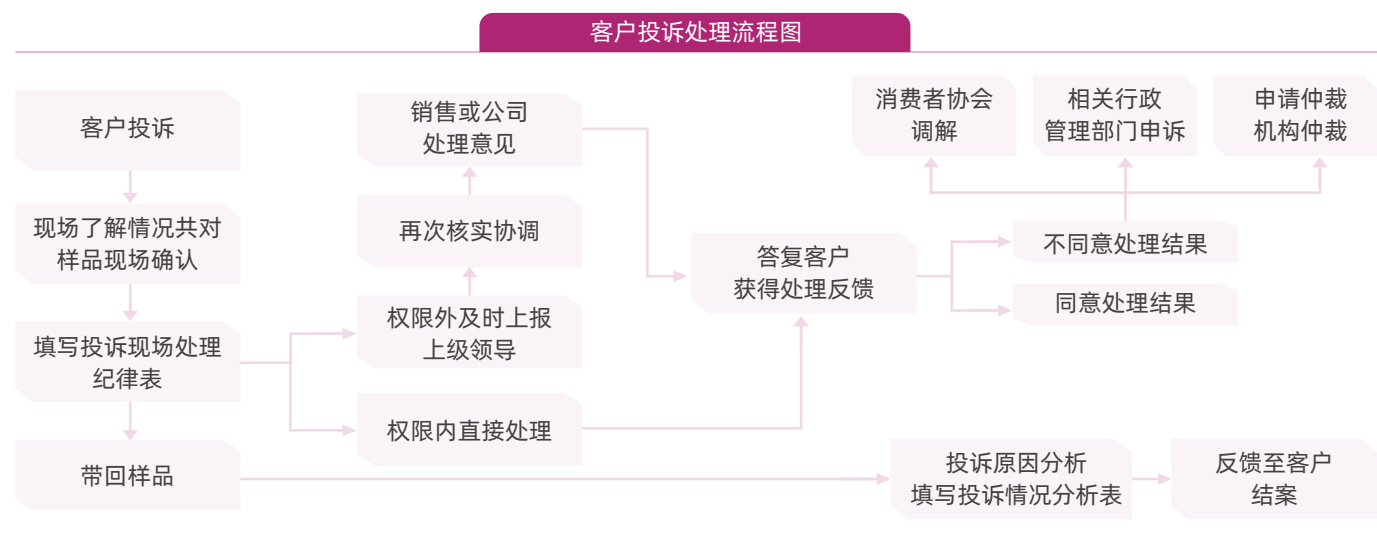 客户投诉处理流程图
客户投诉
现场了解情况共对
样品现场确认
填写投诉现场处理
纪律表
带回样品
销售或公司
处理意见
再次核实协调
权限外及时上报
上级领导
权限内直接处理
答复客户
获得处理反馈
消费者协会
调解
相关行政
管理部门申诉
申请仲裁
机构仲裁
不同意处理结果
同意处理结果
投诉原因分析
填写投诉情况分析表
反馈至客户
结案